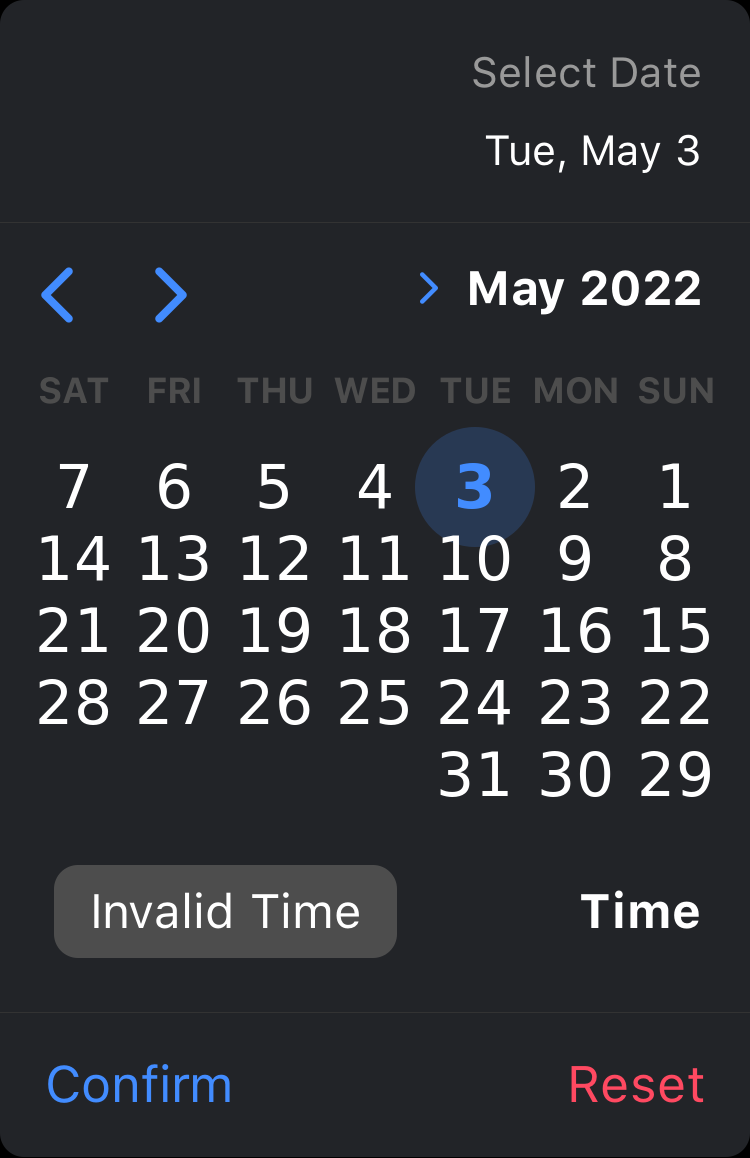 Select Date
Tue, May 3
May 2022
SAT FRI THU WED TUE MON SUN
7 6 5 4 3 2 1
14 13 12 11 10 9 8
21 20 19 18 17 16 15
28 27 26 25 24 23 22
31 30 29
Invalid Time Time
Confirm Reset